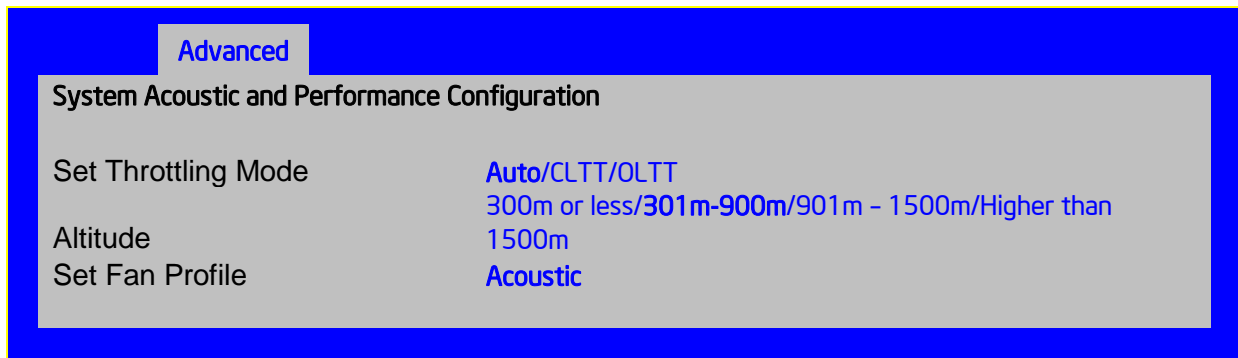 Advanced
System Acoustic and Performance Configuration
Set Throttling Mode Auto/CLTT/OLTT
300m or less/301m-900m/901m – 1500m/Higher than
Altitude 1500m
Set Fan Profile Acoustic